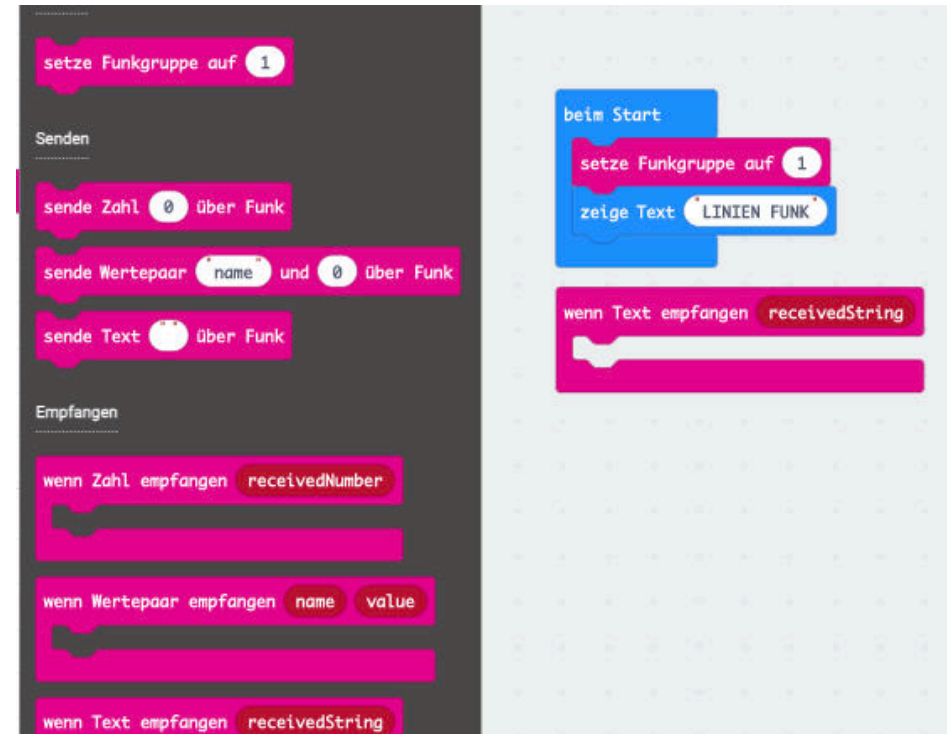 setze Funkgruppe auf 1
Senden
sende Zahl 0 über Funk
sende Wertepaar "name" und 0 über Funk
sende Text " " über Funk
Empfangen
wenn Zahl empfangen receivedNumber
wenn Wertepaar empfangen name value
wenn Text empfangen receivedString
beim Start
setze Funkgruppe auf 1
zeige Text "LINIEN FUNK"
wenn Text empfangen receivedString